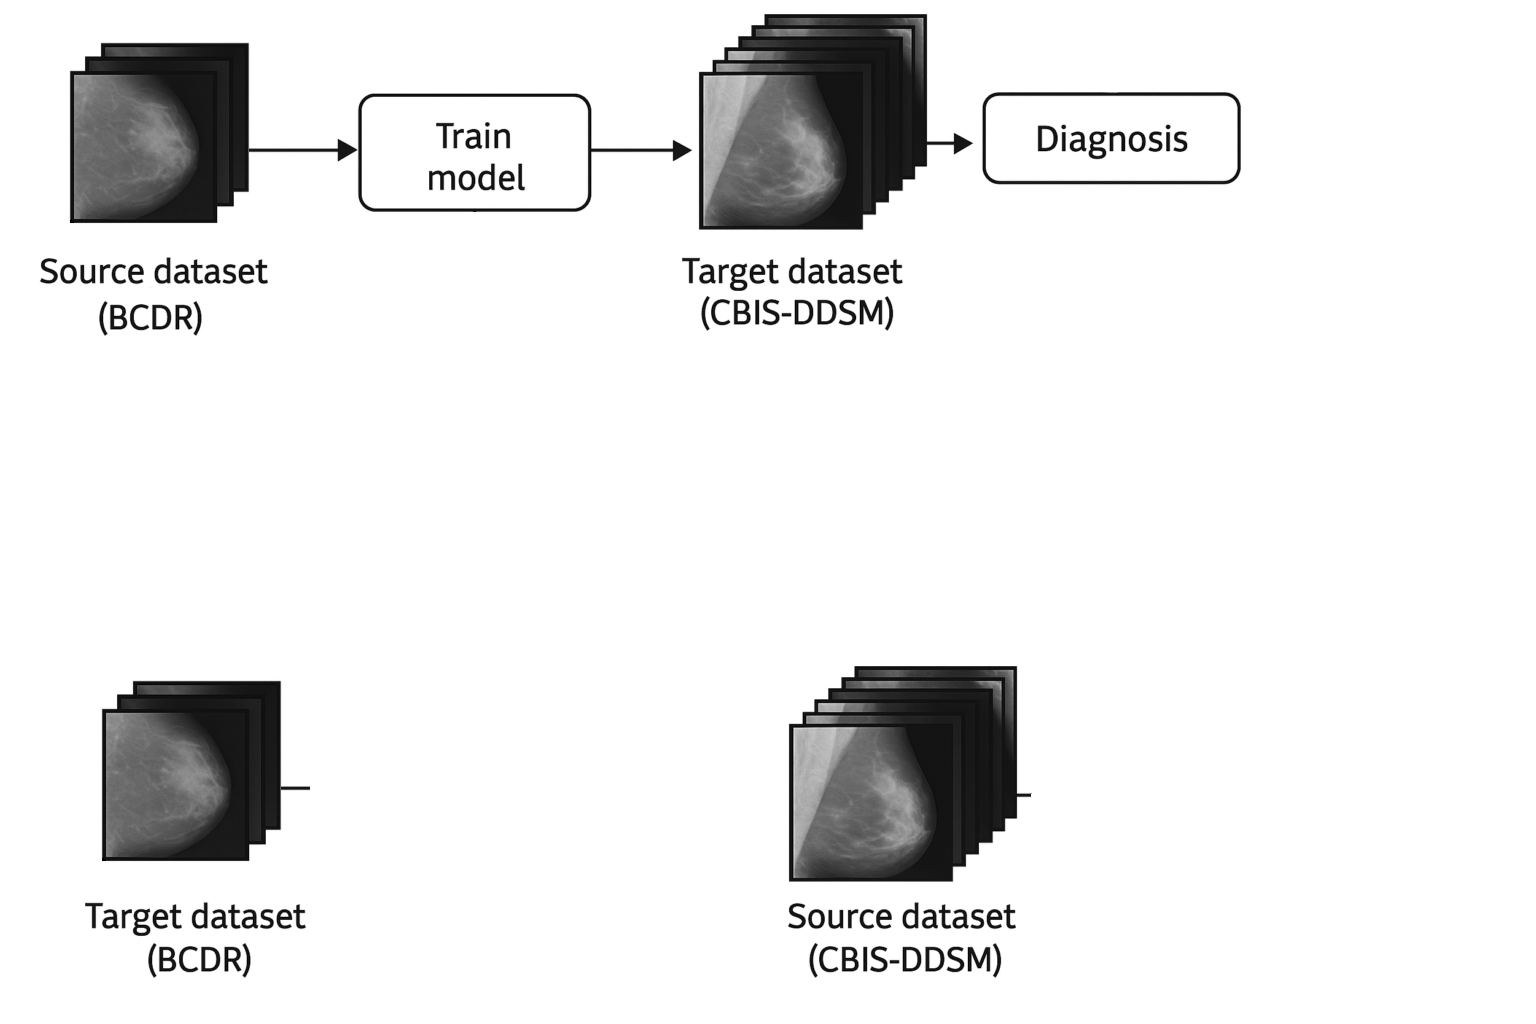 Train
model
Diagnosis
Source dataset
(BCDR)
Target dataset
(CBIS-DDSM)
Target dataset
(BCDR)
Source dataset
(CBIS-DDSM)